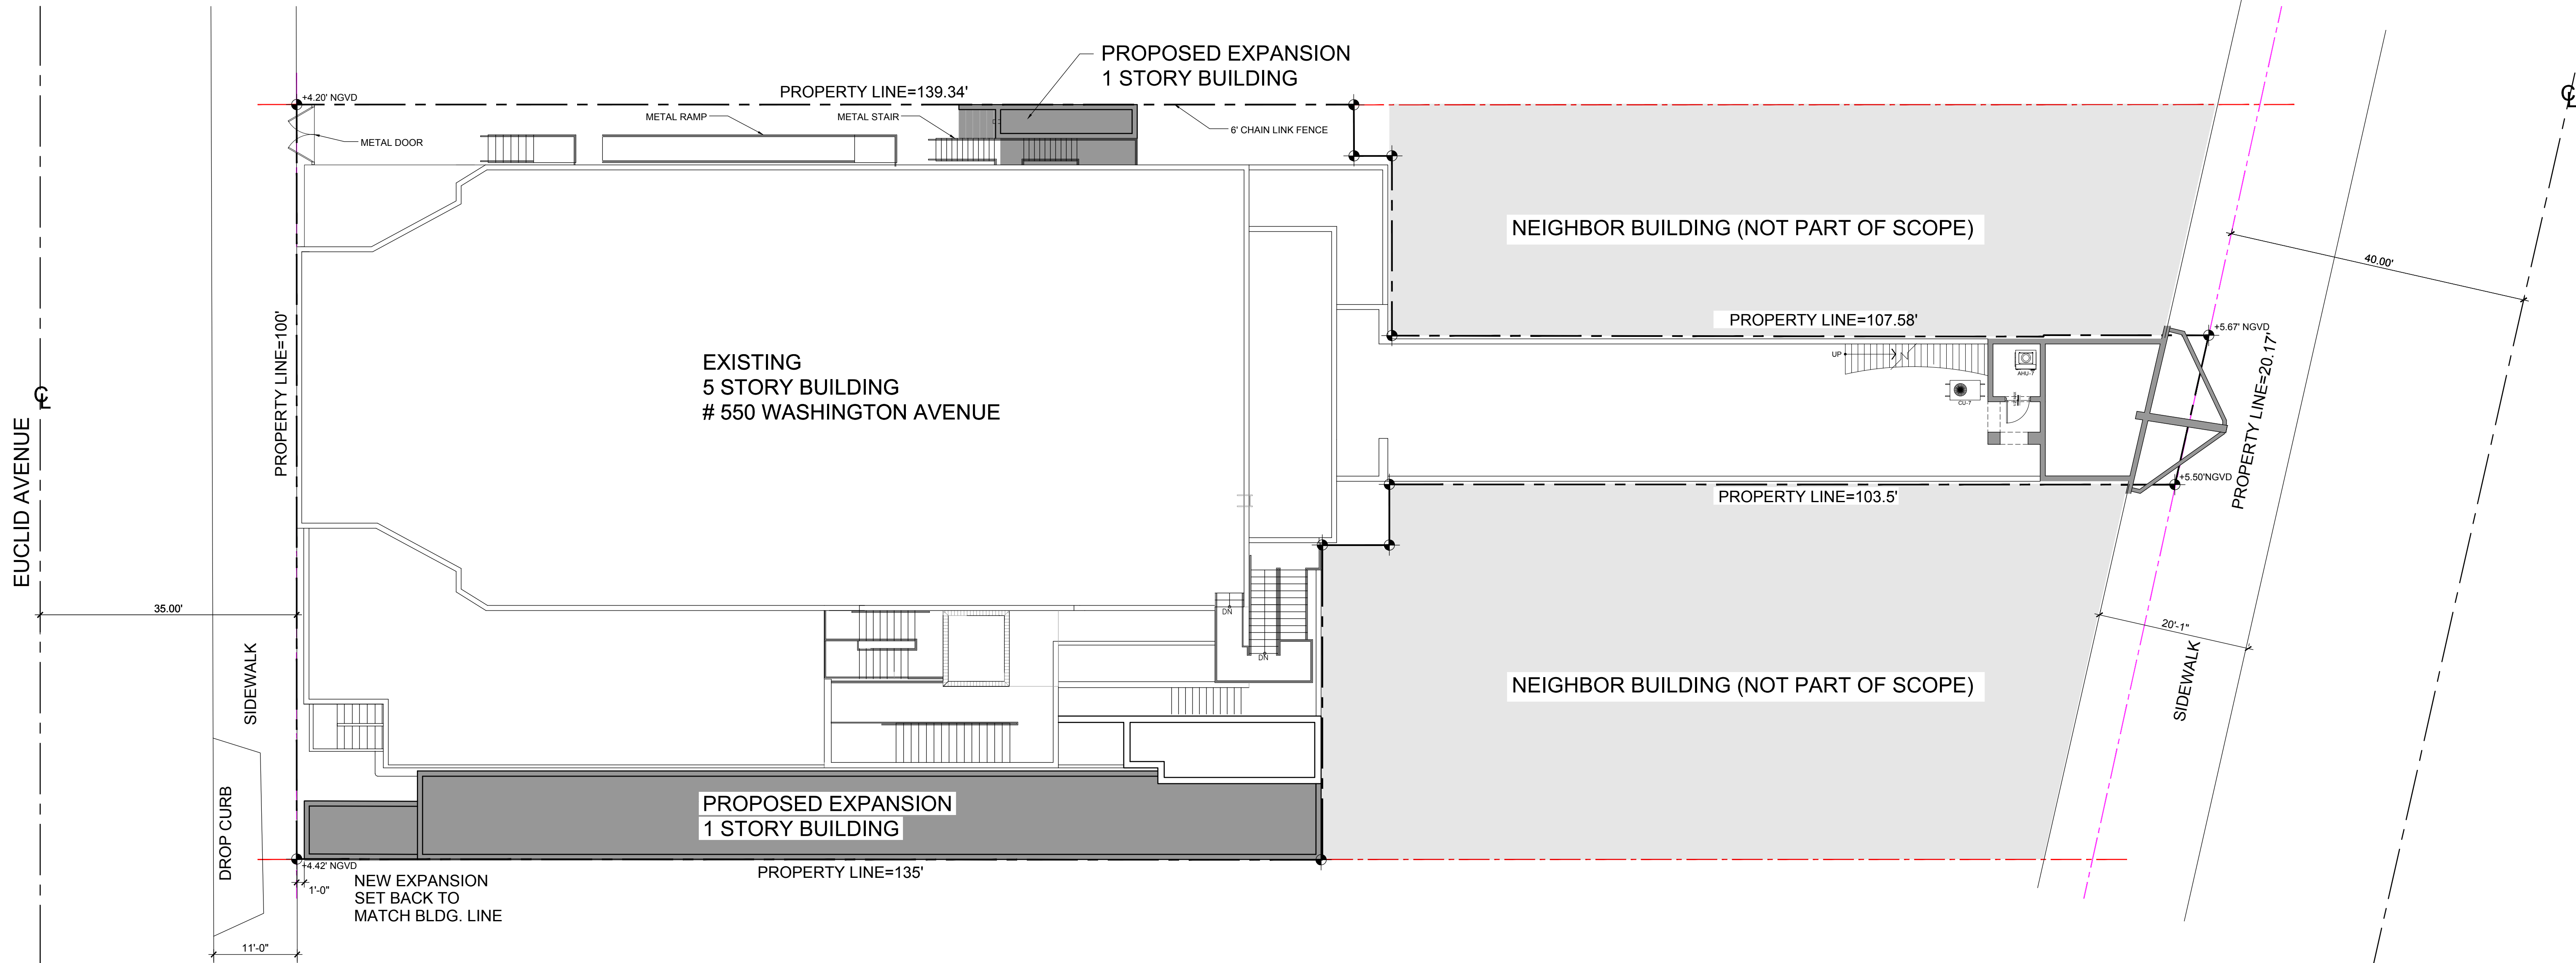 PROPOSED EXPANSION
1 STORY BUILDING
PROPERTY LINE=139.34'
+4.20' NGVD
METAL RAMP
METAL STAIR
6' CHAIN LINK FENCE
METAL DOOR
NEIGHBOR BUILDING (NOT PART OF SCOPE)
40.00'
PROPERTY LINE=107.58'
+5.67' NGVD
PROPERTY LINE=100'
EXISTING
5 STORY BUILDING
# 550 WASHINGTON AVENUE
UP
AHU-7
CU-7
PROPERTY LINE=20.17'
EUCLID AVENUE
+5.50'NGVD
PROPERTY LINE=103.5'
35.00'
DN
DN
20'-1"
SIDEWALK
SIDEWALK
NEIGHBOR BUILDING (NOT PART OF SCOPE)
DROP CURB
PROPOSED EXPANSION
1 STORY BUILDING
+4.42' NGVD
PROPERTY LINE=135'
1'-0"
NEW EXPANSION
SET BACK TO
MATCH BLDG. LINE
11'-0"